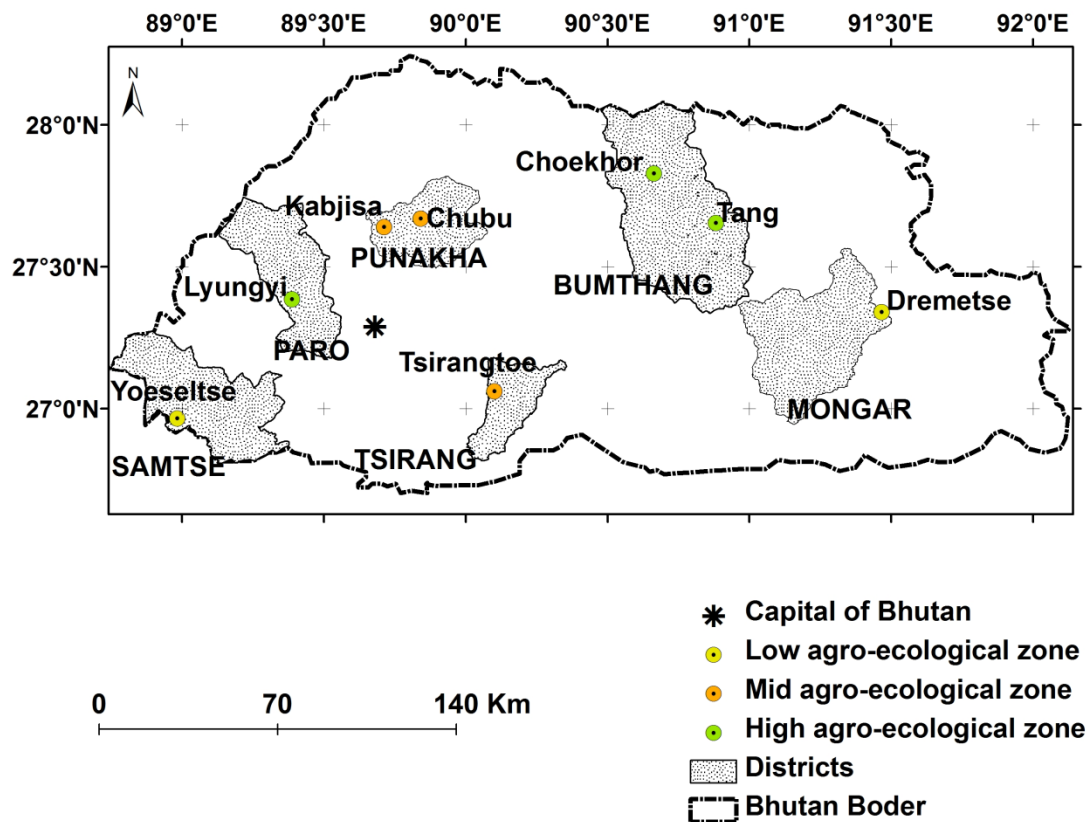 89°0'E 89°30'E 90°0'E 90°3'E 91°0'E 91°5'E 92°0'E
N
28°0'N
Choekhor
Kabjisa
Chubu
Tang
PUNAKHA
27°30'N
BUMTHANG
Lyungyi
Dremetse
PARO
Tsirangtoe
Yoeseltse
27°0'N
MONGAR
TSIRANG
SAMTSE
Capital of Bhutan
Low agro-ecological zone
Mid agro-ecological zone
High agro-ecological zone
Districts
Bhutan Boder
0 70 140 Km